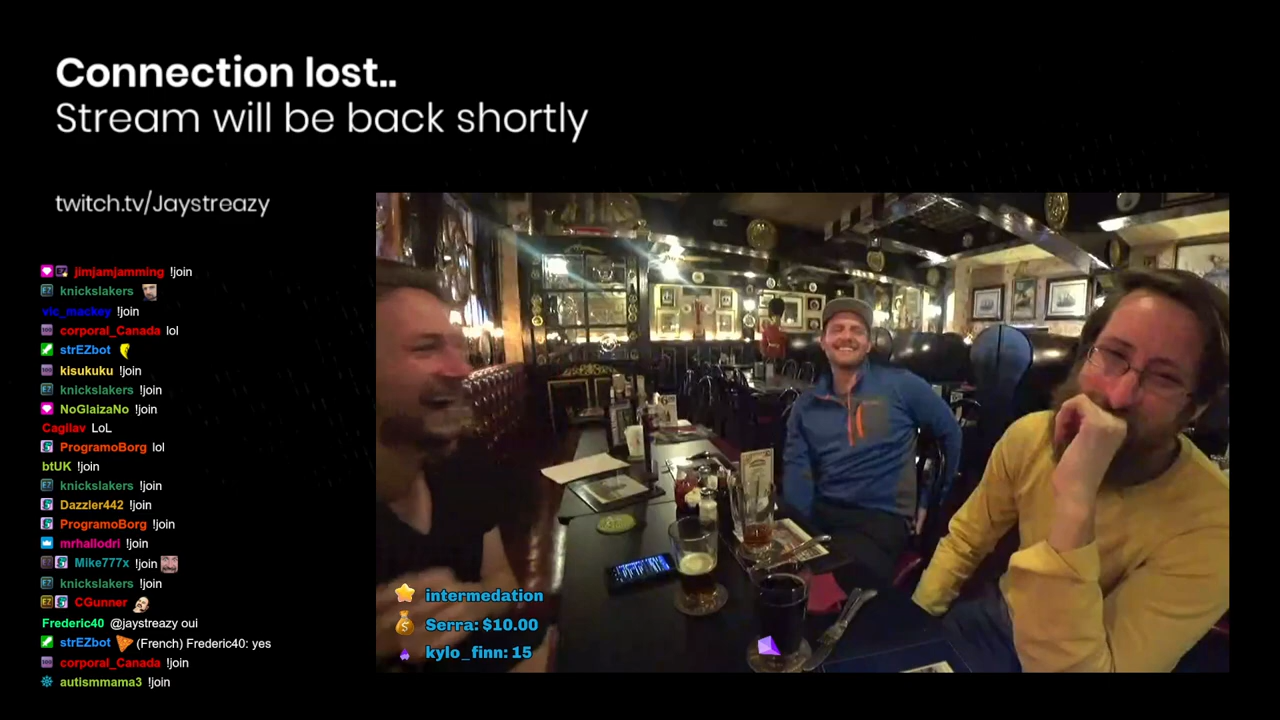 Connection lost..
Stream will be back shortly
twitch.tv/Jaystreazy
jimjamjamming !join
knickslakers
vic_mackey !join
corporal_Canada lol
strEZbot
kisukuku !join
knickslakers !join
NoGlaizaNo !join
Cagilav LoL
ProgramoBorg lol
btUK !join
knickslakers !join
Dazzler442 !join
ProgramoBorg !join
mrhallodri !join
Mike777x !join
knickslakers !join
CGunner
Frederic40 @jaystreazy oui
strEZbot (French) Frederic40: yes
corporal_Canada !join
autismmama3 !join
intermedation
Serra: $10.00
kylo_finn: 15